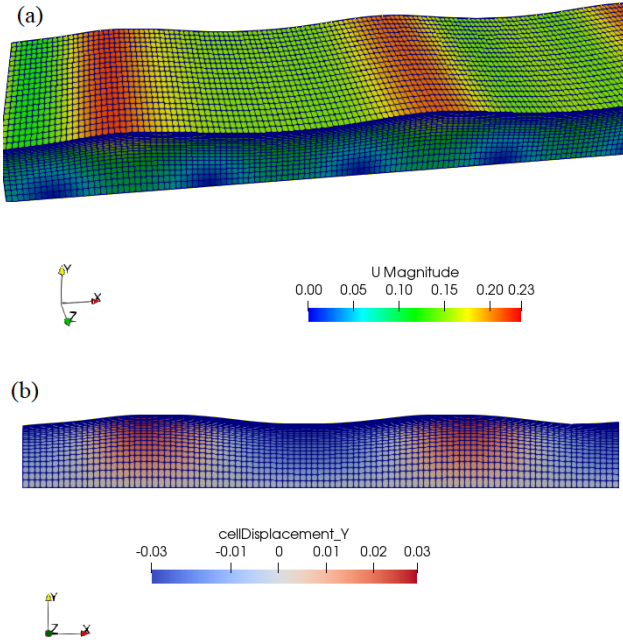 (a)
Y
X
Z
U Magnitude
0.00 0.05 0.10 0.15 0.20 0.23
(b)
cellDisplacement_Y
-0.03 -0.01 0 0.01 0.02 0.03
Y
Z X